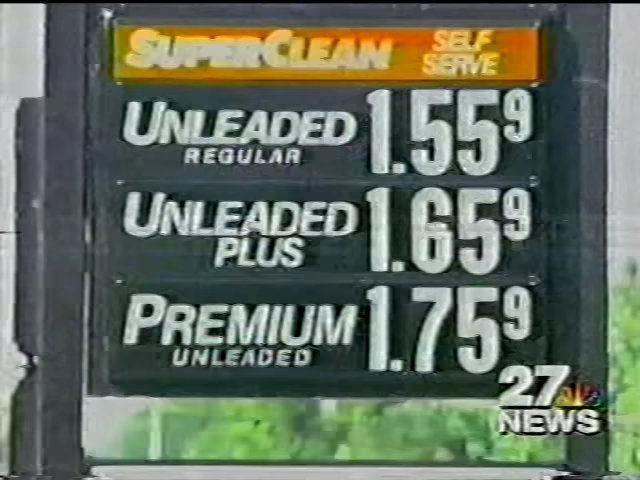 SUPERCLEAN SELF SERVE
UNLEADED REGULAR 1.55 9
UNLEADED PLUS 1.65 9
PREMIUM UNLEADED 1.75 9
27 NEWS